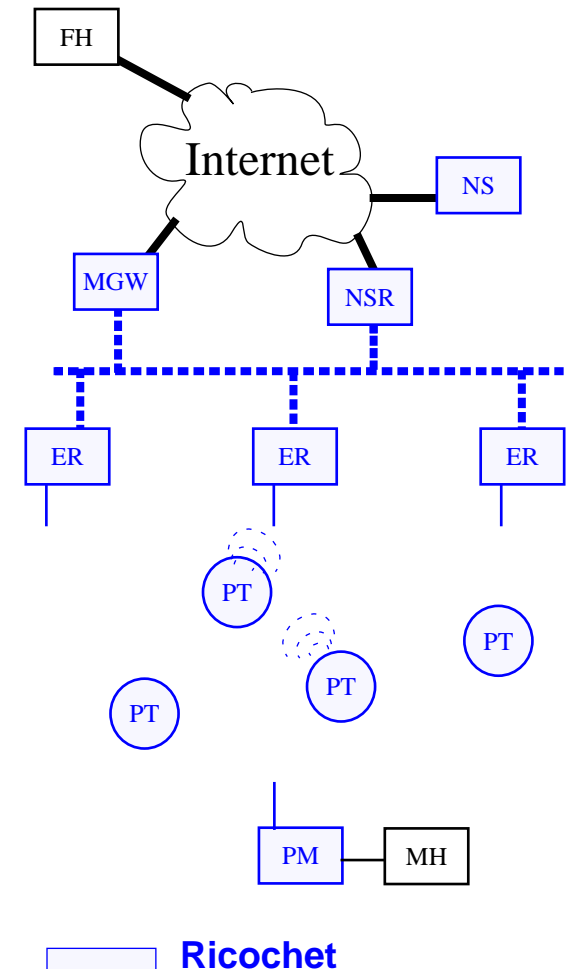 FH
Internet
NS
MGW
NSR
ER
ER
ER
PT
PT
PT
PT
PM
MH
Ricochet